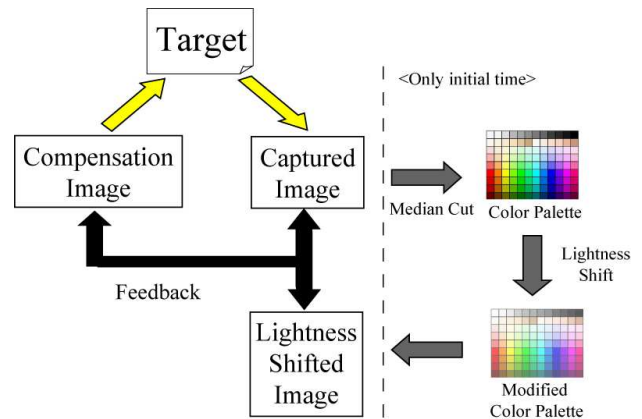 Target
<Only initial time>
Compensation
Image
Captured
Image
Median Cut
Color Palette
Lightness
Shift
Feedback
Lightness
Shifted
Image
Modified
Color Palette